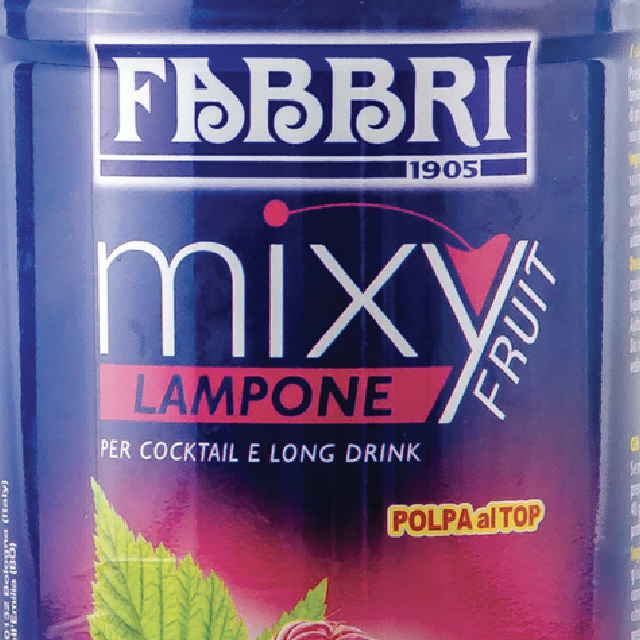 FABBRI
1905
mixy
FRUIT
LAMPONE
PER COCKTAIL E LONG DRINK
POLPA al TOP